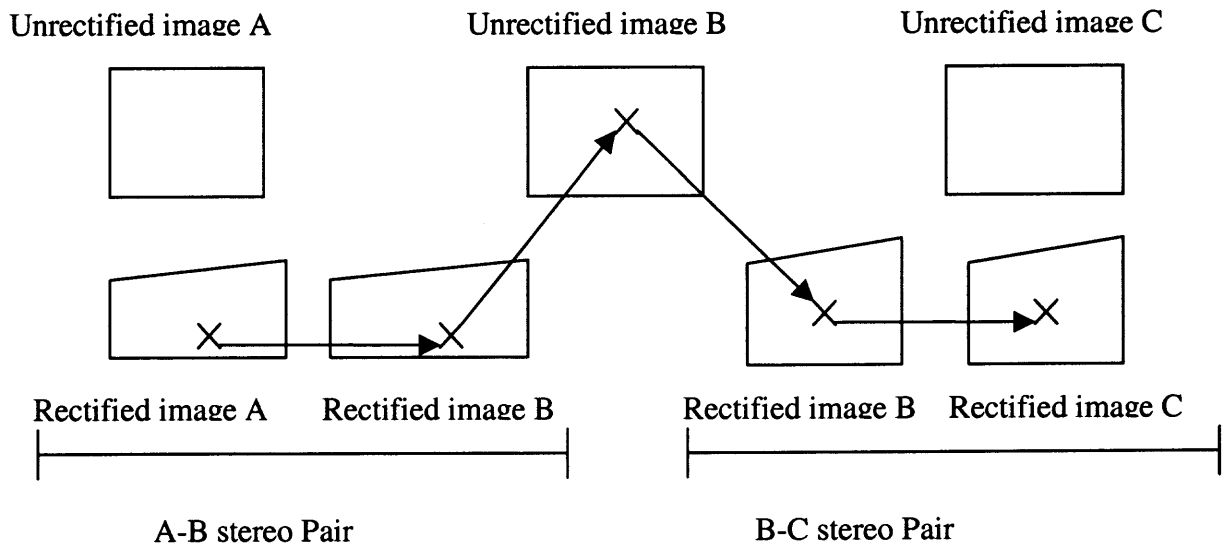 Unrectified image A
Unrectified image B
Unrectified image C
Rectified image A
Rectified image B
Rectified image B
Rectified image C
A-B stereo Pair
B-C stereo Pair